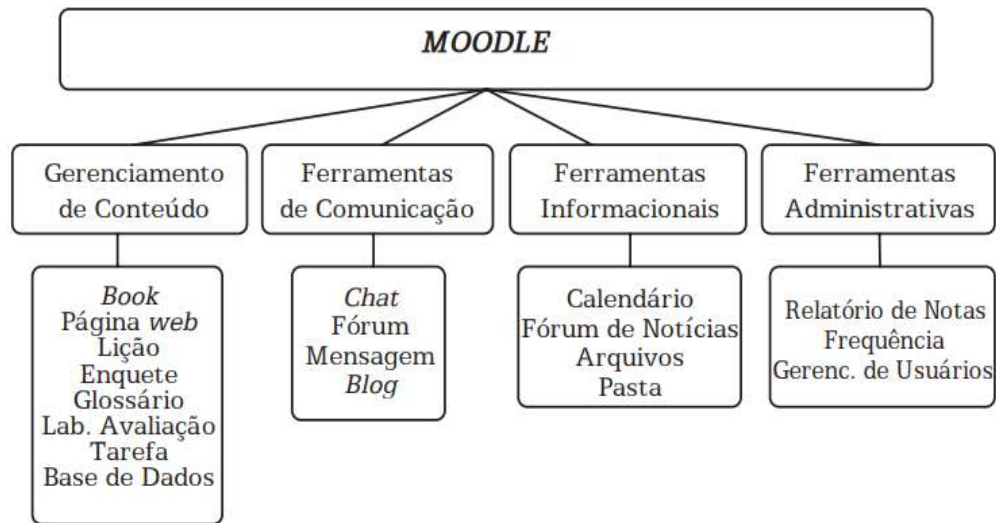 MOODLE
Gerenciamento
de Conteúdo
Ferramentas
de Comunicação
Ferramentas
Informacionais
Ferramentas
Administrativas
Book
Página web
Lição
Enquete
Glossário
Lab. Avaliação
Tarefa
Base de Dados
Chat
Fórum
Mensagem
Blog
Calendário
Fórum de Notícias
Arquivos
Pasta
Relatório de Notas
Frequência
Gerenc. de Usuários